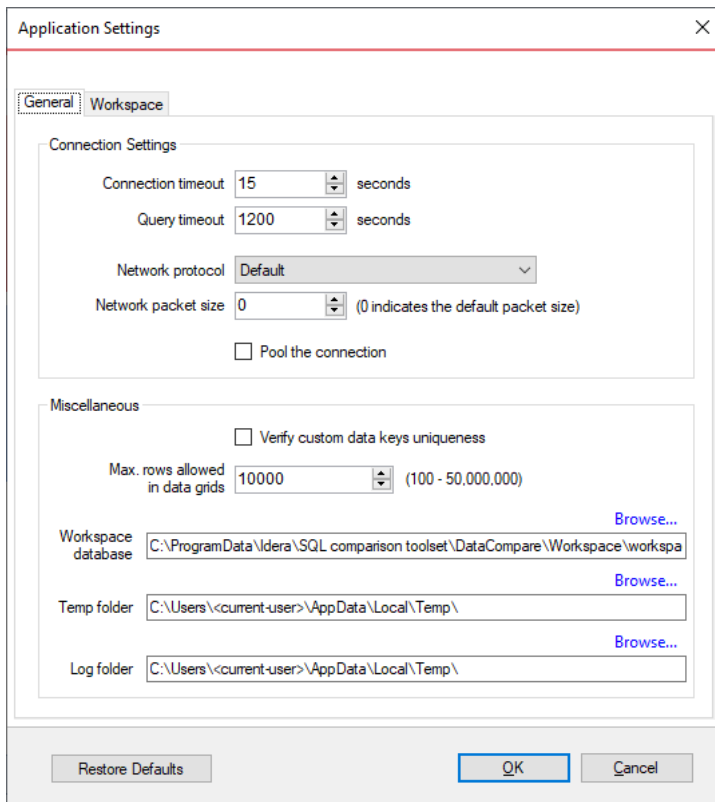 Application Settings
General Workspace
Connection Settings
Connection timeout 15 seconds
Query timeout 1200 seconds
Network protocol Default
Network packet size 0 (0 indicates the default packet size)
Pool the connection
Miscellaneous
Verify custom data keys uniqueness
Max. rows allowed
in data grids 10000 (100 - 50,000,000)
Browse...
Workspace
database C:\ProgramData\Idera\SQL comparison toolset\DataCompare\Workspace\workspa
Browse...
Temp folder C:\Users\<current-user>\AppData\Local\Temp\
Browse...
Log folder C:\Users\<current-user>\AppData\Local\Temp\
Restore Defaults OK Cancel